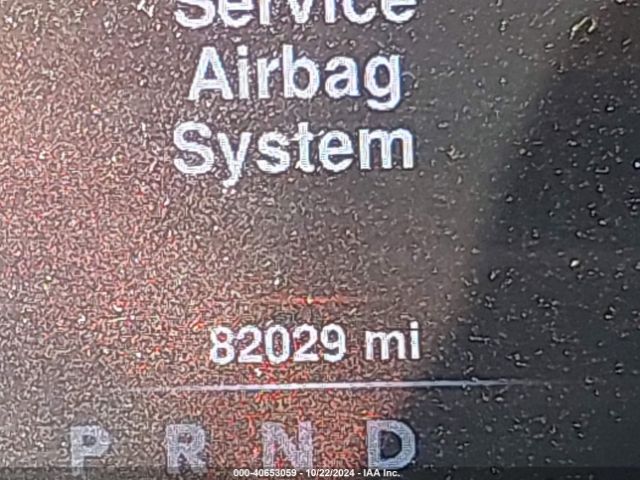 Service
Airbag
System
82029 mi
P R N D
000-40653059 - 10/22/2024 - IAA Inc.